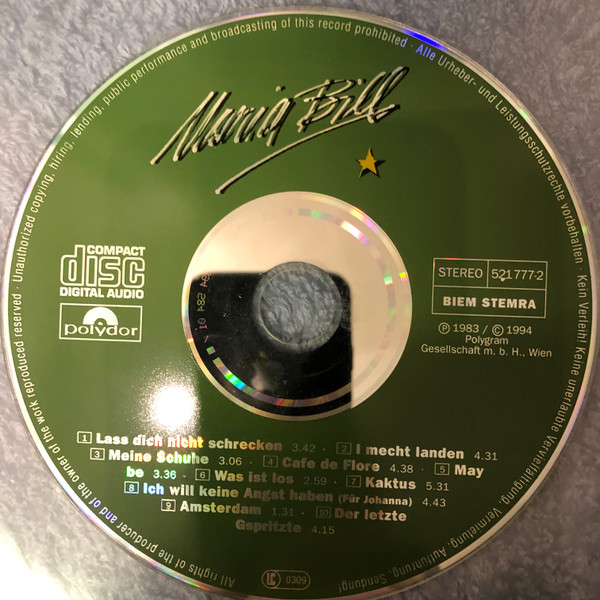 All rights of the producer and of the owner of the work reproduced reserved · Unauthorized copying, hiring, lending, public performance and broadcasting of this record prohibited · Alle Urheber- und Leistungsschutzrechte vorbehalten · Kein Verleih! Keine unerlaubte Vervielfältigung, Vermietung, Aufführung, Sendung!
Maria Bill
COMPACT
disc
DIGITAL AUDIO
polydor
STEREO 521 777-2
BIEM STEMRA
Ⓟ 1983 / © 1994
Polygram
Gesellschaft m. b. H., Wien
1 Lass dich nicht schrecken 3.42 · 2 I mecht landen 4.31
3 Meine Schuhe 3.06 · 4 Cafe de Flore 4.38 · 5 May
be 3.36 · 6 Was ist los 2.59 · 7 Kaktus 5.31
8 Ich will keine Angst haben (Für Johanna) 4.43
9 Amsterdam 1.31 · 10 Der letzte
Gspritzte 4.15
LC 0309